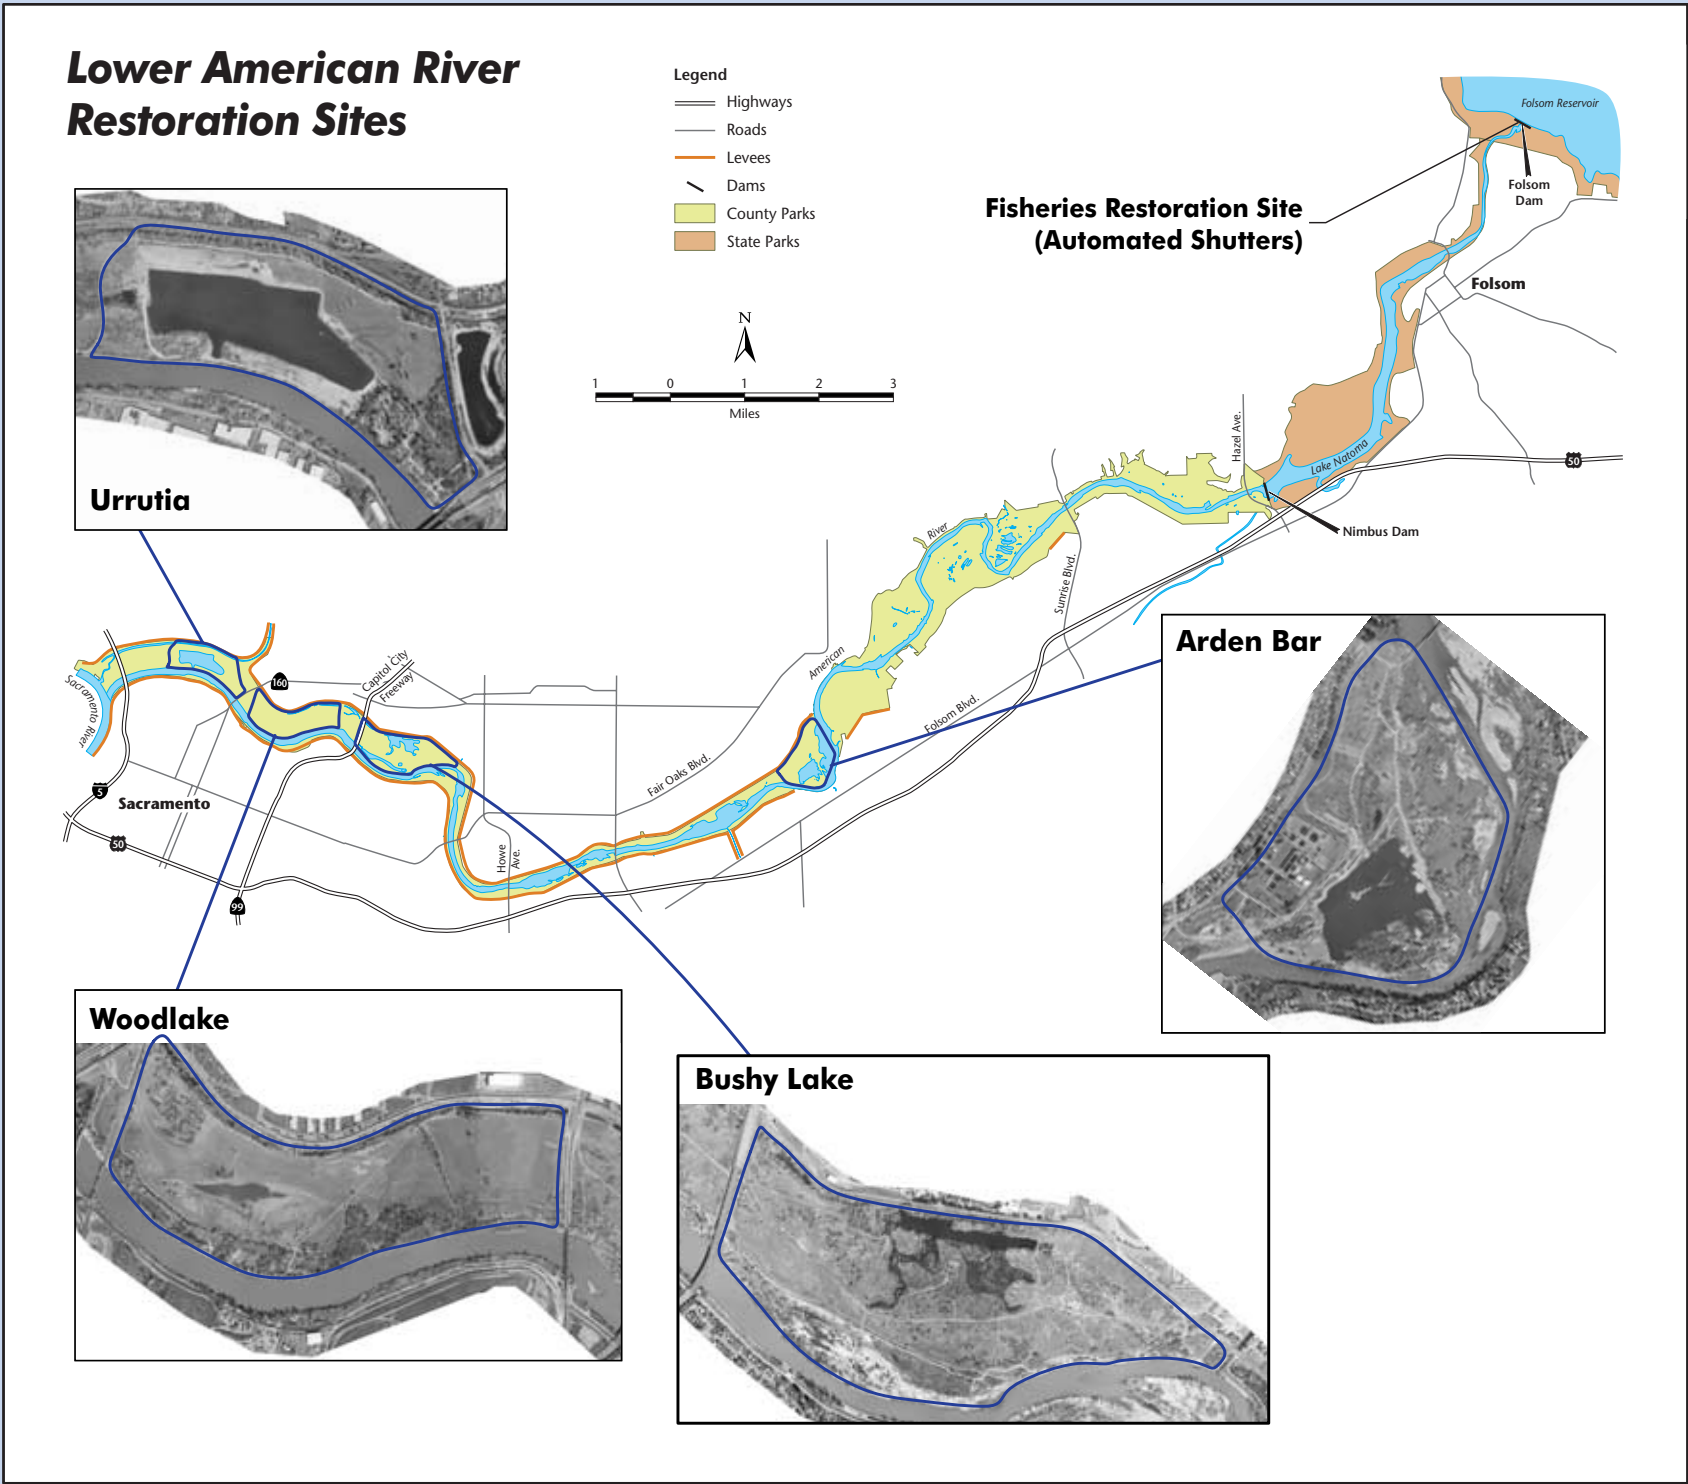 Lower American River
Restoration Sites
Legend
Highways
Roads
Levees
Dams
County Parks
State Parks
N
1 0 1 2 3
Miles
Folsom Reservoir
Folsom
Dam
Fisheries Restoration Site
(Automated Shutters)
Folsom
Hazel Ave.
Lake Natoma
50
Nimbus Dam
Sunrise Blvd.
River
American
Folsom Blvd.
Fair Oaks Blvd.
Howe
Ave.
Capitol City
Freeway
160
Sacramento River
5
Sacramento
50
99
Urrutia
Arden Bar
Woodlake
Bushy Lake